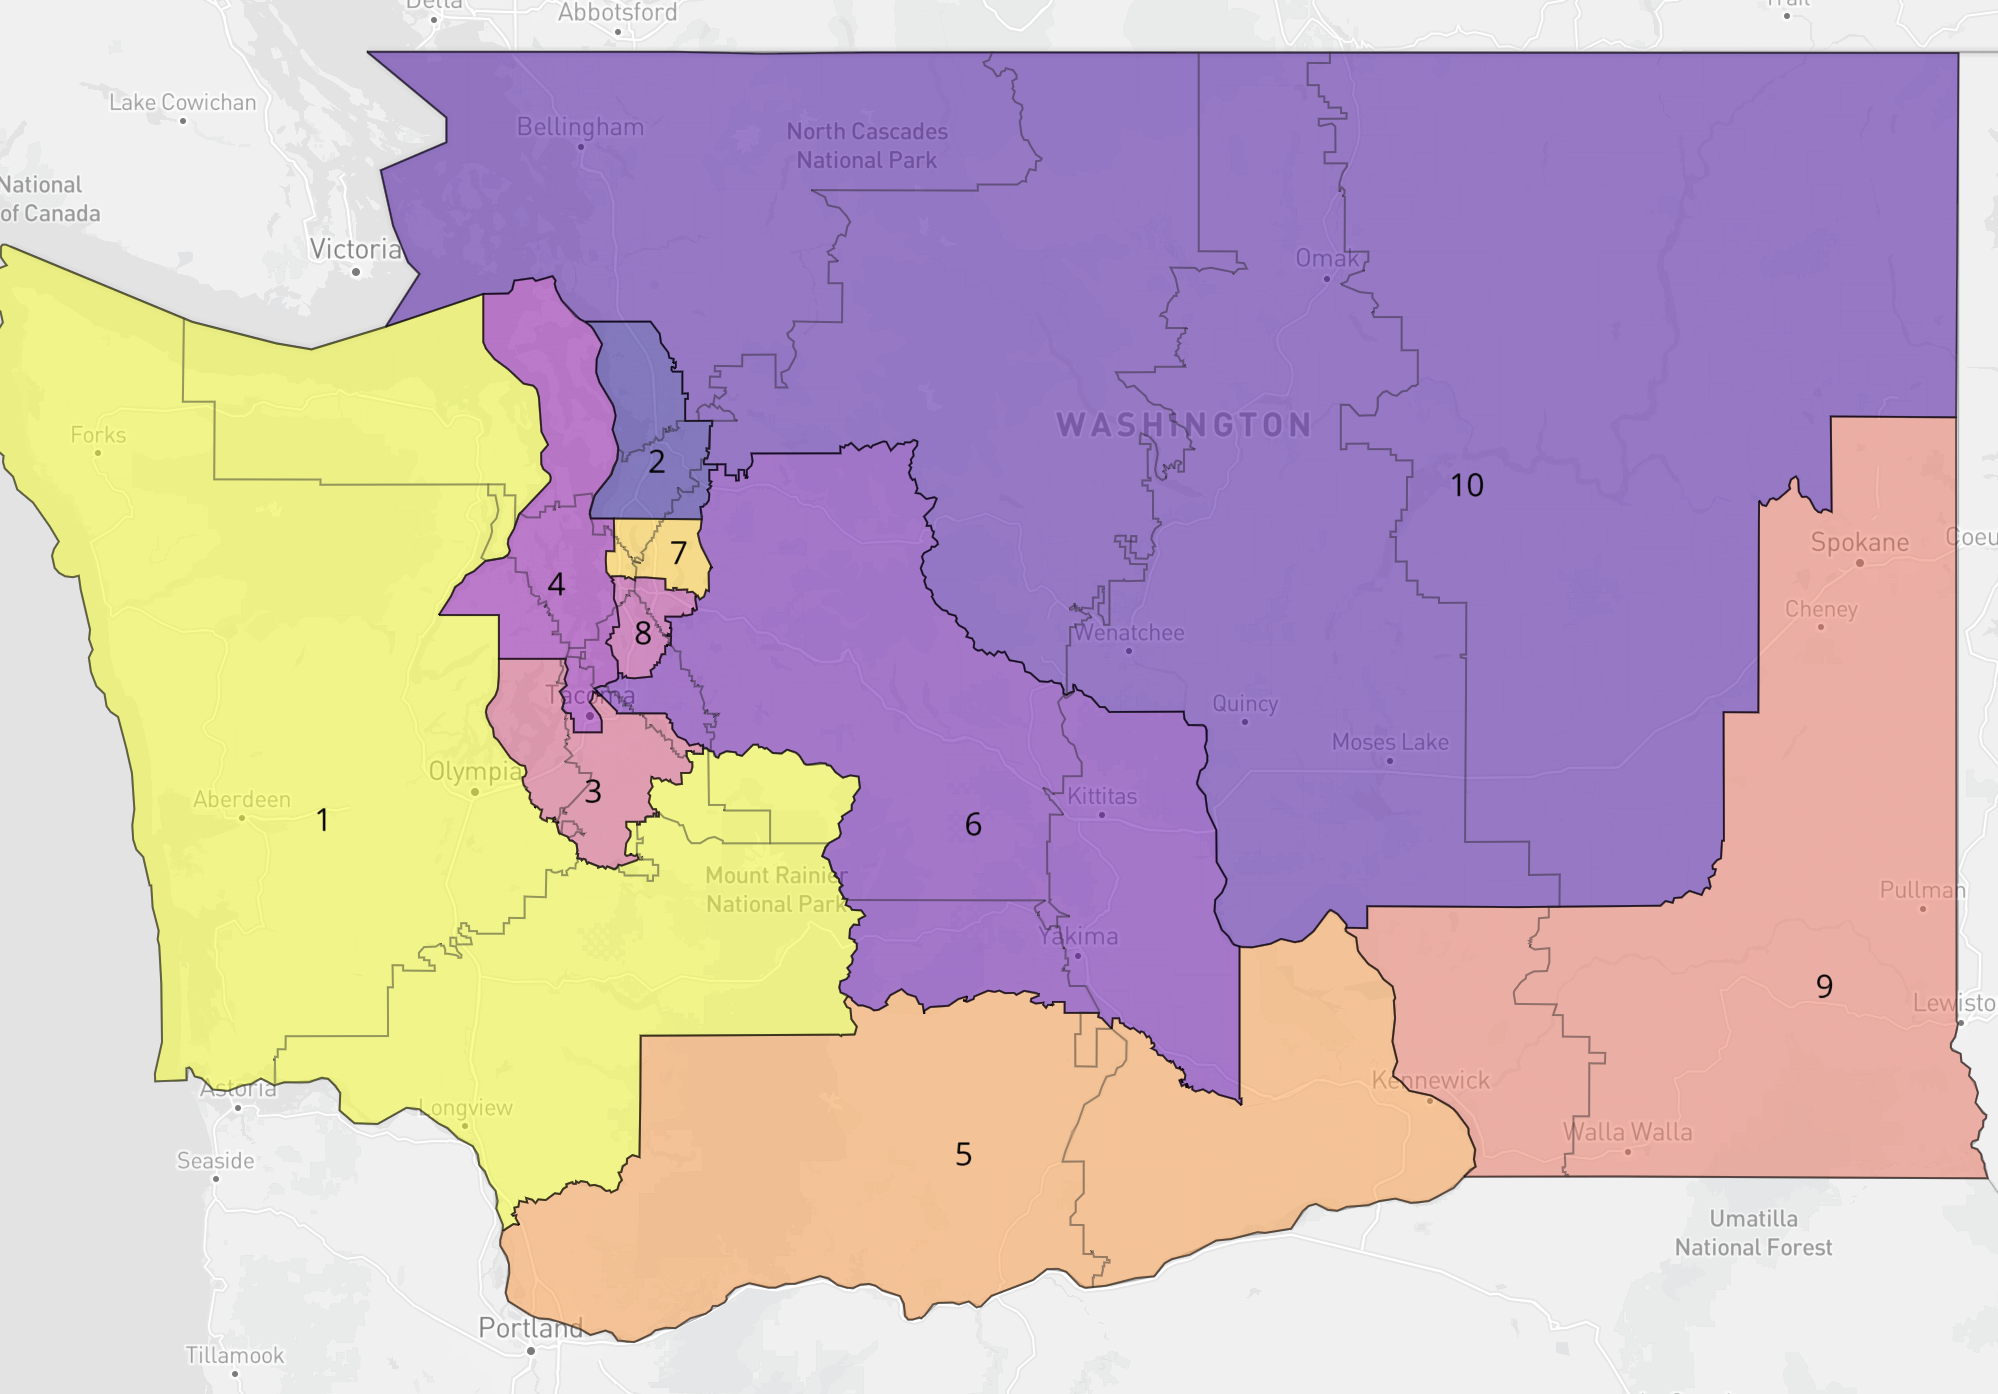 Delta
Abbotsford
Trail
Lake Cowichan
Bellingham
North Cascades
National Park
National
of Canada
Victoria
Omak
Forks
WASHINGTON
2
10
Spokane
Coeu
7
4
Cheney
8
Wenatchee
Tacoma
Quincy
Moses Lake
Olympia
3
Aberdeen
1
6
Kittitas
Mount Rainier
National Park
Pullman
Yakima
9
Lewisto
Astoria
Longview
Kennewick
Walla Walla
5
Seaside
Umatilla
National Forest
Portland
Tillamook